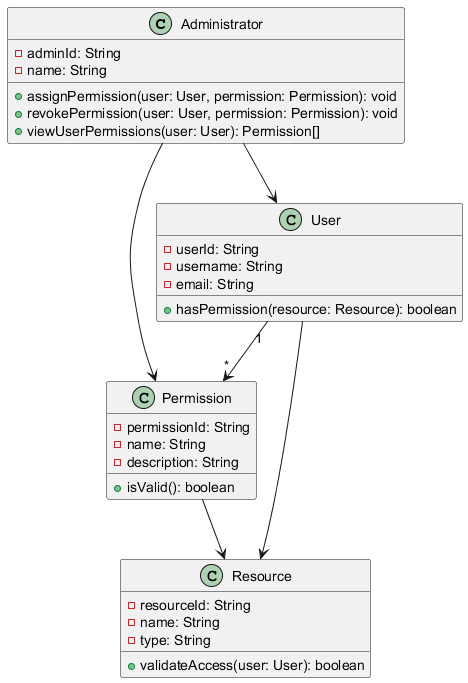 C Administrator
adminId: String
name: String
assignPermission(user: User, permission: Permission): void
revokePermission(user: User, permission: Permission): void
viewUserPermissions(user: User): Permission[]
C User
userId: String
username: String
email: String
hasPermission(resource: Resource): boolean
1
*
C Permission
permissionId: String
name: String
description: String
isValid(): boolean
C Resource
resourceId: String
name: String
type: String
validateAccess(user: User): boolean